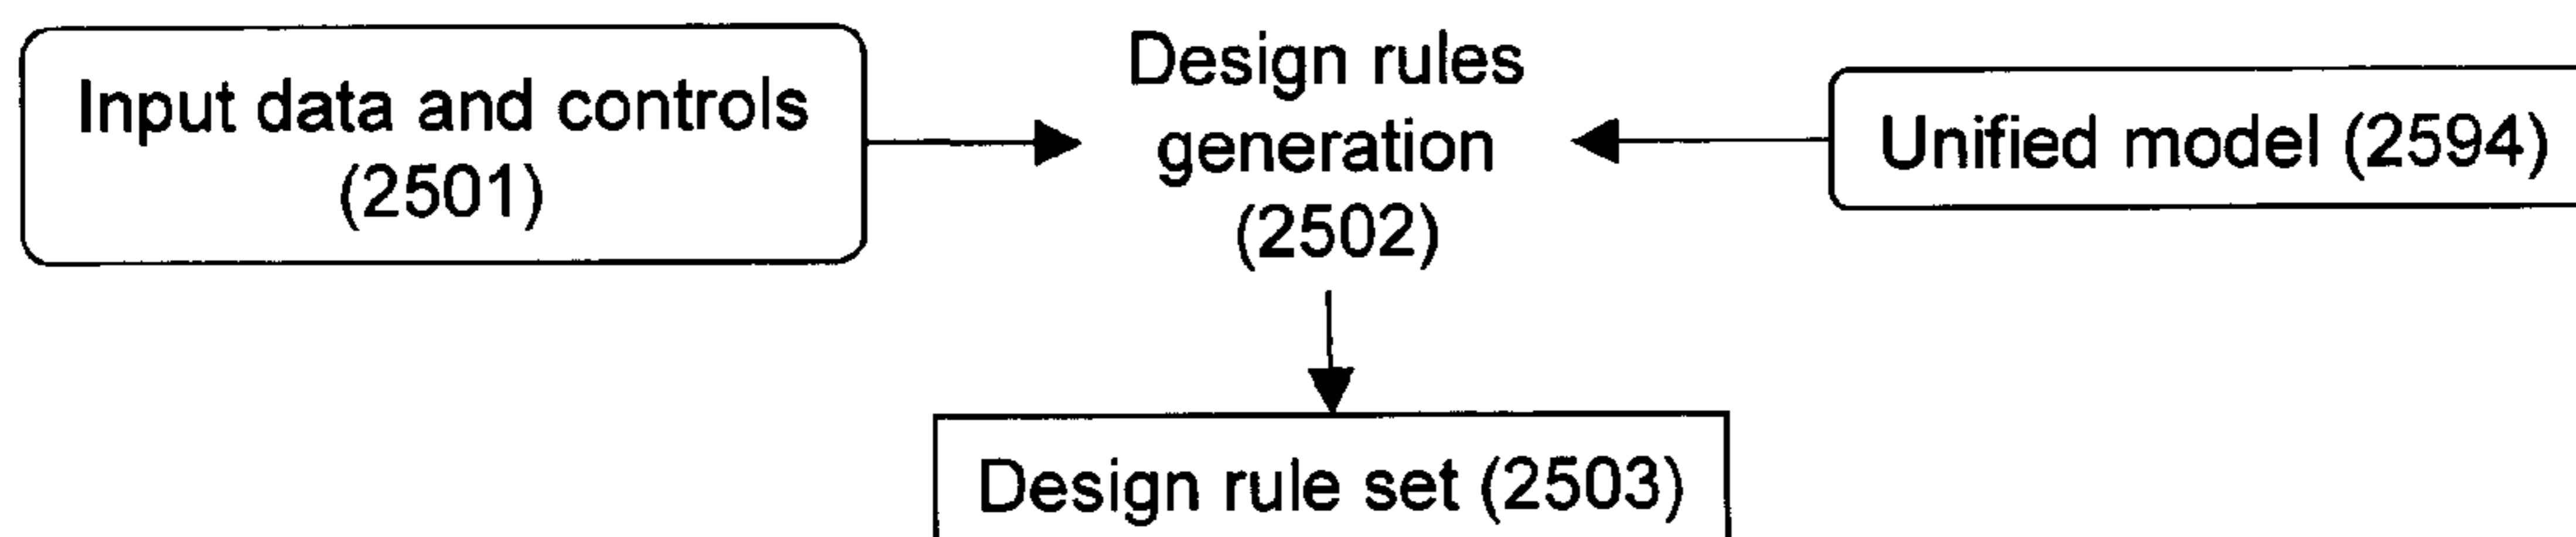 Input data and controls
(2501)
Design rules
generation
(2502)
Unified model (2594)
Design rule set (2503)